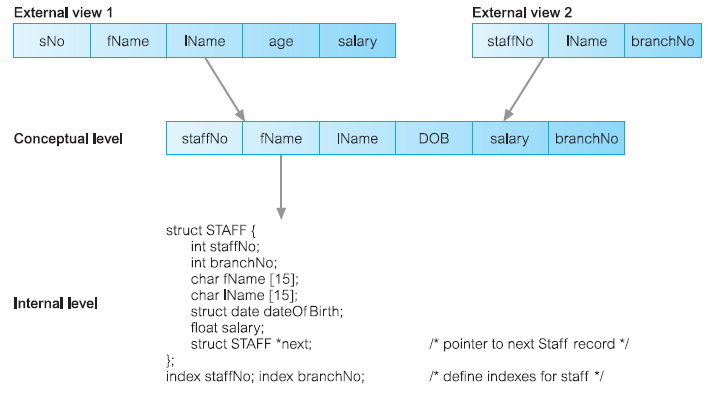 External view 1
External view 2
sNo fName lName age salary
staffNo lName branchNo
Conceptual level
staffNo fName lName DOB salary branchNo
Internal level
struct STAFF {
int staffNo;
int branchNo;
char fName [15];
char lName [15];
struct date dateOfBirth;
float salary;
struct STAFF *next; /* pointer to next Staff record */
};
index staffNo; index branchNo; /* define indexes for staff */